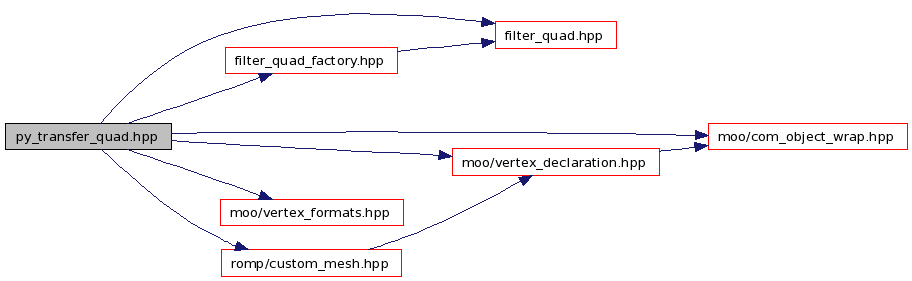 filter_quad.hpp
filter_quad_factory.hpp
py_transfer_quad.hpp
moo/com_object_wrap.hpp
moo/vertex_declaration.hpp
moo/vertex_formats.hpp
romp/custom_mesh.hpp